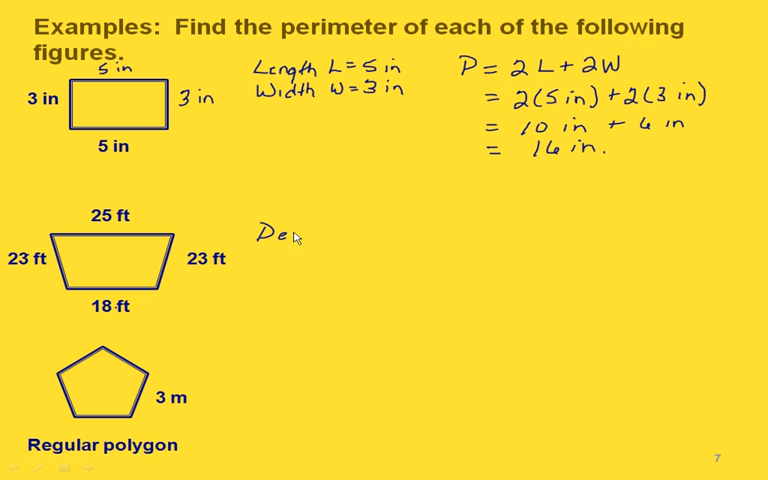 Examples: Find the perimeter of each of the following
figures.
5 in
3 in
3 in
5 in
Length L = 5 in
Width W = 3 in
P = 2 L + 2W
= 2(5 in) + 2(3 in)
= 10 in + 6 in
= 16 in.
25 ft
23 ft
23 ft
18 ft
De
3 m
Regular polygon
7